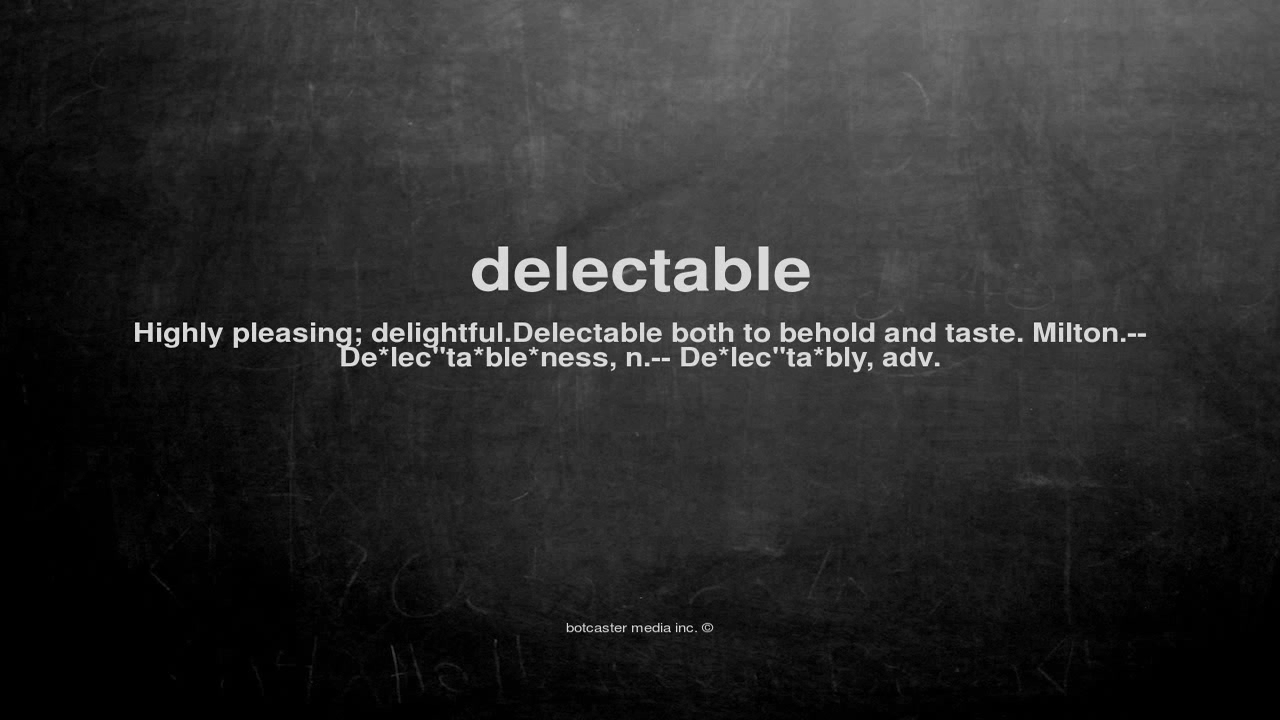 delectable
Highly pleasing; delightful.Delectable both to behold and taste. Milton.--
De*lec"ta*ble*ness, n.-- De*lec"ta*bly, adv.
botcaster media inc. ©